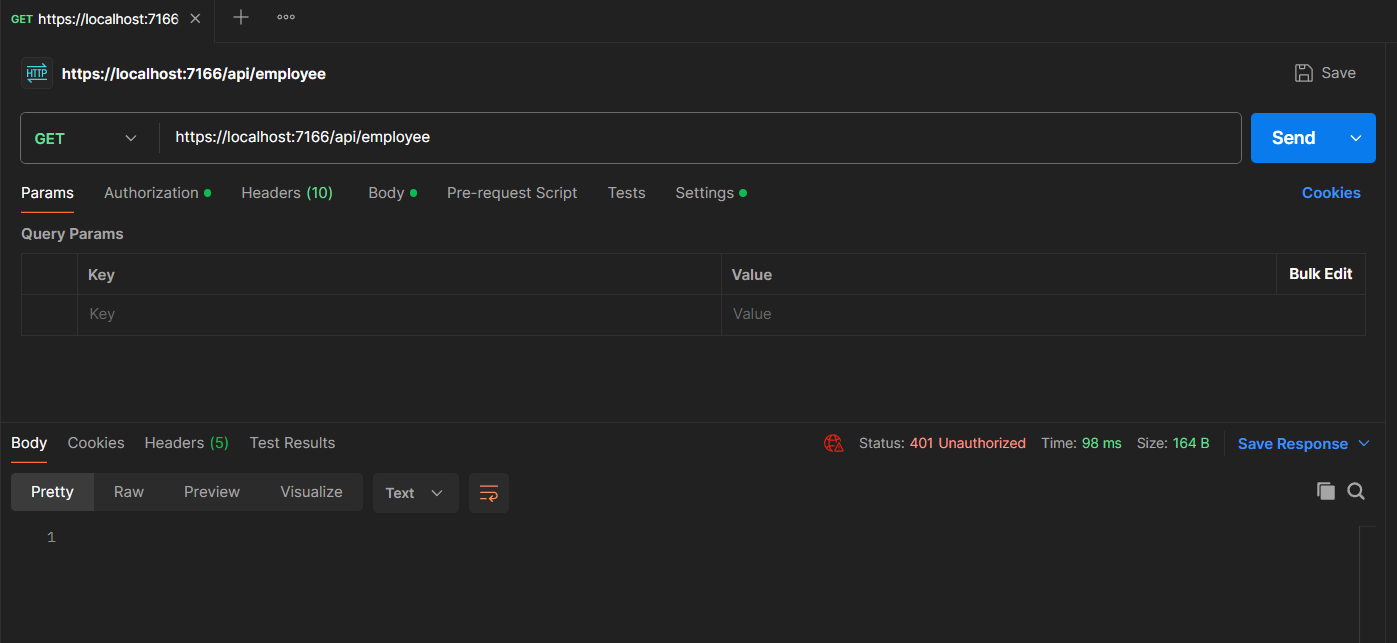 GET https://localhost:7166
HTTP https://localhost:7166/api/employee Save
GET https://localhost:7166/api/employee Send
Params Authorization Headers (10) Body Pre-request Script Tests Settings Cookies
Query Params
Key Value Bulk Edit
Key Value
Body Cookies Headers (5) Test Results Status: 401 Unauthorized Time: 98 ms Size: 164 B Save Response
Pretty Raw Preview Visualize Text
1